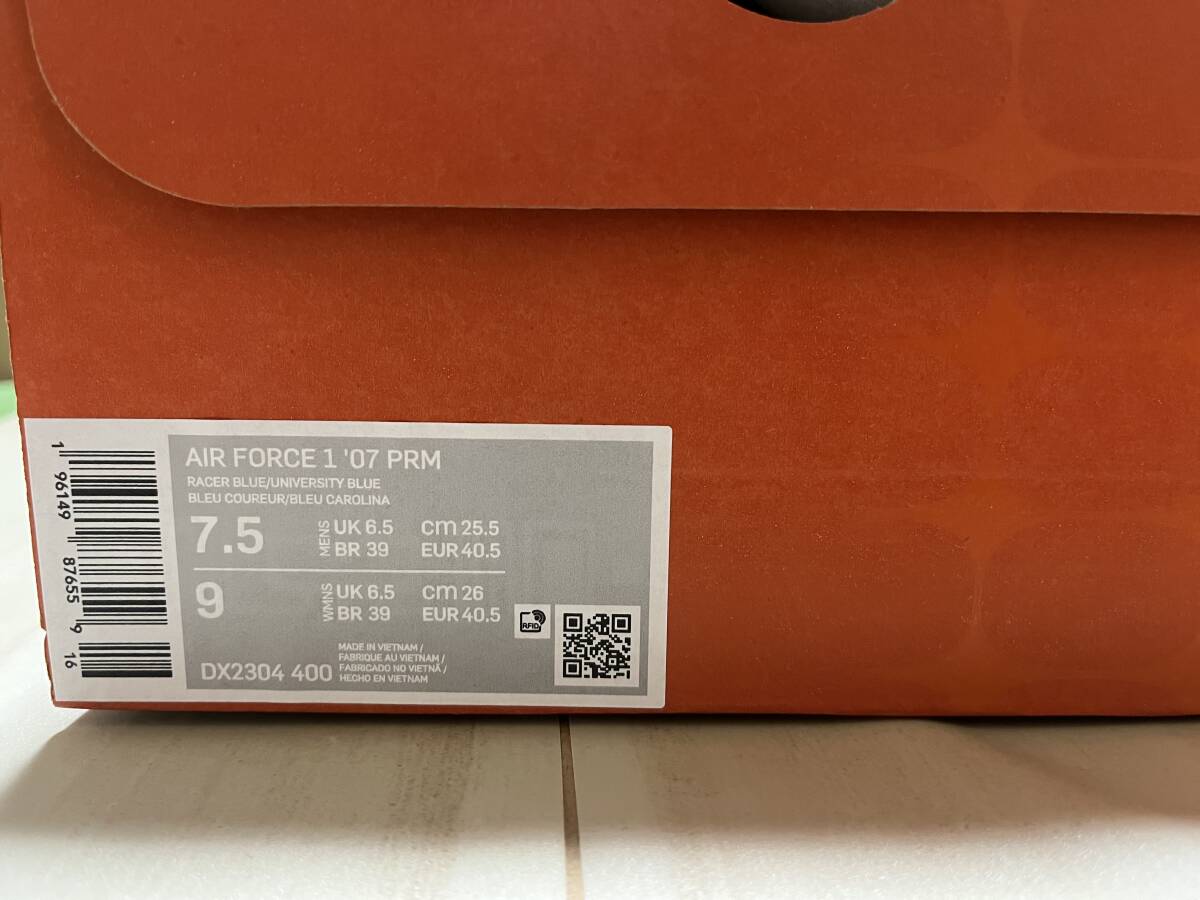 AIR FORCE 1 '07 PRM
RACER BLUE/UNIVERSITY BLUE
BLEU COUREUR/BLEU CAROLINA
7.5 MENS UK 6.5 cm 25.5
BR 39 EUR 40.5
9 WMNS UK 6.5 cm 26
BR 39 EUR 40.5
RFID
DX2304 400
MADE IN VIETNAM /
FABRIQUE AU VIETNAM /
FABRICADO NO VIETNÃ /
HECHO EN VIETNAM
1 96149 87655 9 16